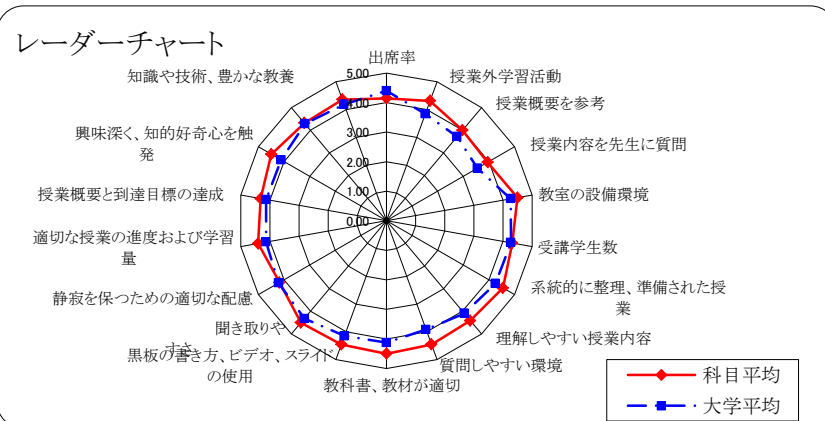 レーダーチャート
出席率
授業外学習活動
授業概要を参考
授業内容を先生に質問
教室の設備環境
受講学生数
系統的に整理、準備された授
業
理解しやすい授業内容
質問しやすい環境
教科書、教材が適切
黒板の書き方、ビデオ、スライド
の使用
聞き取りや
すさ
静寂を保つための適切な配慮
適切な授業の進度および学習
量
授業概要と到達目標の達成
興味深く、知的好奇心を触
発
知識や技術、豊かな教養
5.00
4.00
3.00
2.00
1.00
0.00
科目平均
大学平均